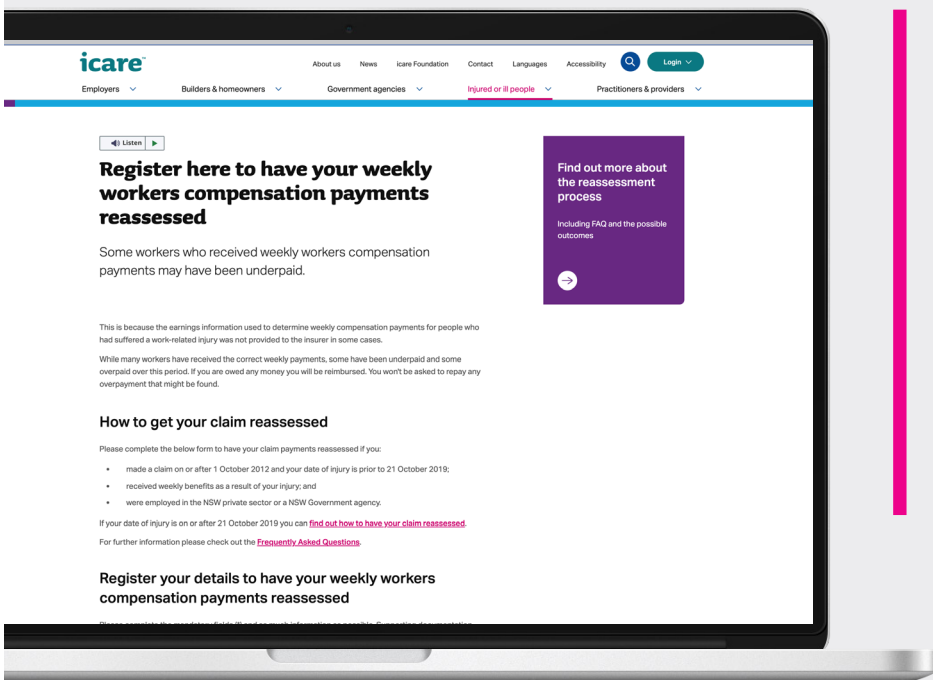 icare™
About us News icare Foundation Contact Languages Accessibility Login
Employers Builders & homeowners Government agencies Injured or ill people Practitioners & providers
Listen
Register here to have your weekly
workers compensation payments
reassessed
Some workers who received weekly workers compensation
payments may have been underpaid.
Find out more about
the reassessment
process
Including FAQ and the possible
outcomes
This is because the earnings information used to determine weekly compensation payments for people who
had suffered a work-related injury was not provided to the insurer in some cases.
While many workers have received the correct weekly payments, some have been underpaid and some
overpaid over this period. If you are owed any money you will be reimbursed. You won't be asked to repay any
overpayment that might be found.
How to get your claim reassessed
Please complete the below form to have your claim payments reassessed if you:
• made a claim on or after 1 October 2012 and your date of injury is prior to 21 October 2019;
• received weekly benefits as a result of your injury; and
• were employed in the NSW private sector or a NSW Government agency.
If your date of injury is on or after 21 October 2019 you can find out how to have your claim reassessed.
For further information please check out the Frequently Asked Questions.
Register your details to have your weekly workers
compensation payments reassessed